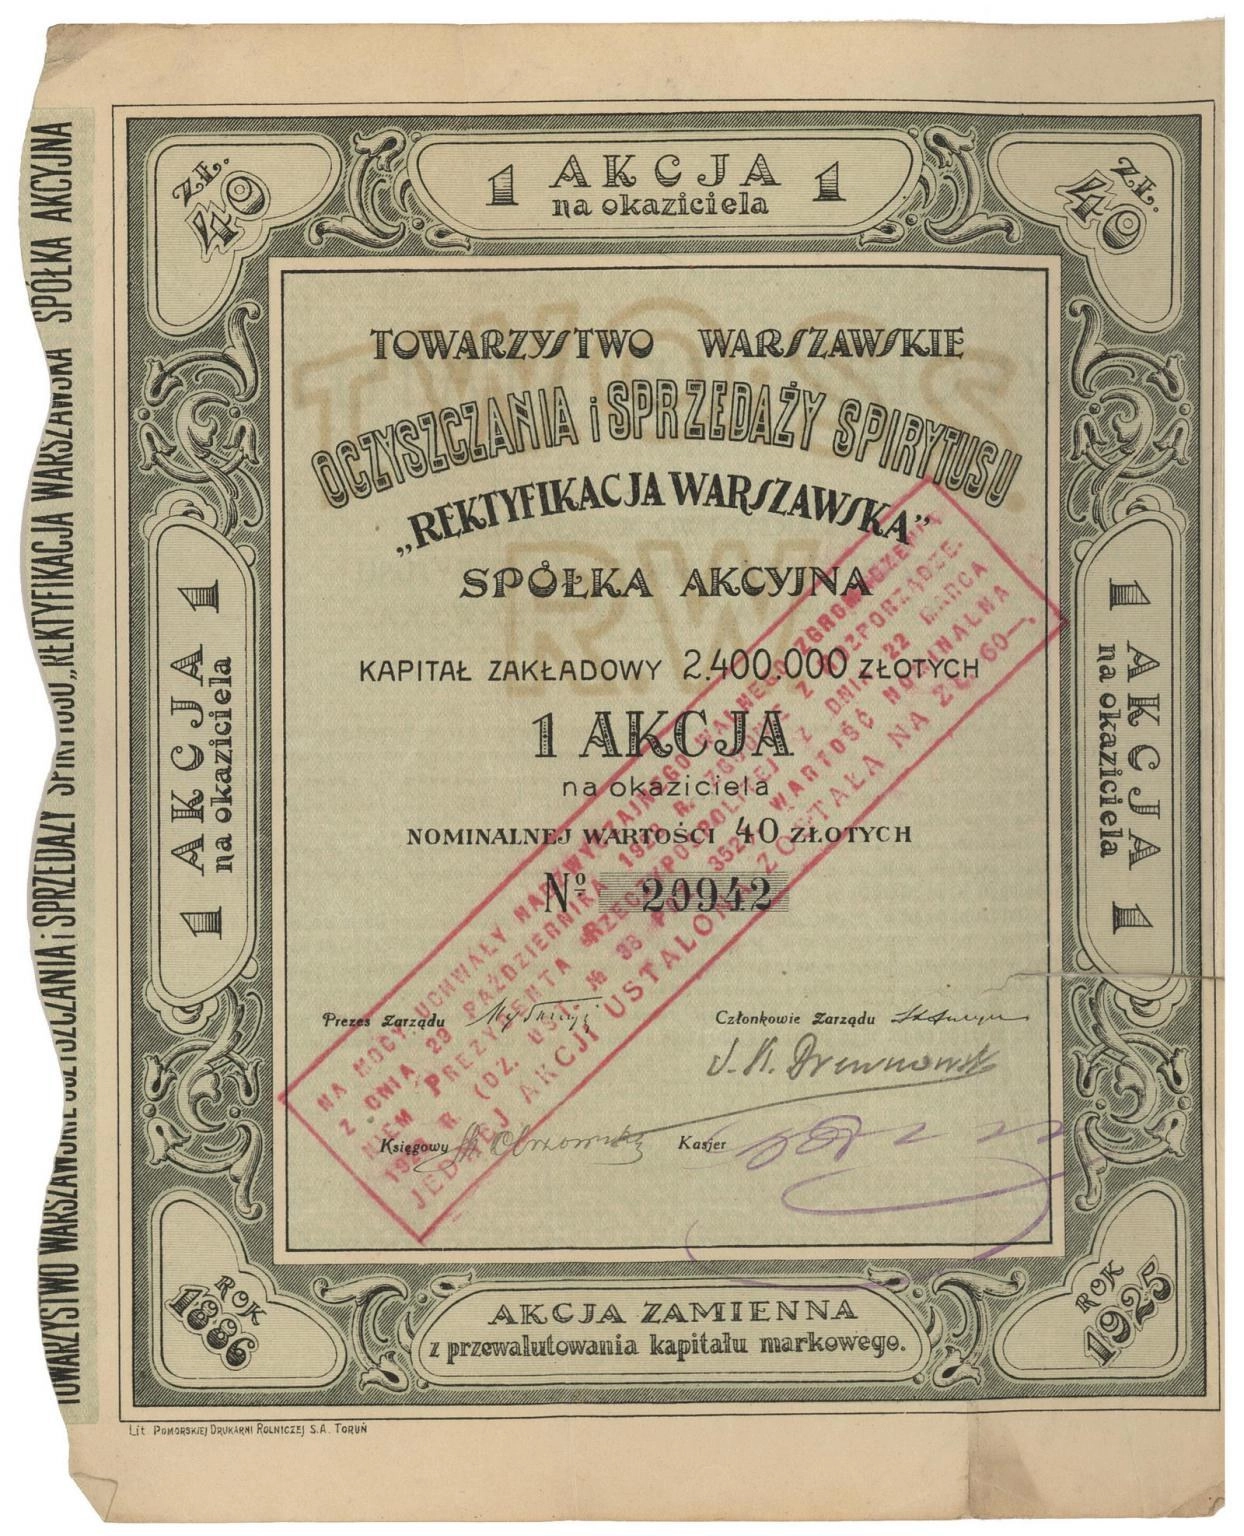 ZŁ. 40
1 AKCJA 1
na okaziciela
ZŁ. 40
TOWARZYSTWO WARSZAWSKIE OCZYSZCZANIA i SPRZEDAŻY SPIRYTUSU „REKTYFIKACJA WARSZAWSKA SPÓŁKA AKCYJNA
1 AKCJA 1
na okaziciela
1 AKCJA 1
na okaziciela
TOWARZYSTWO WARSZAWSKIE
OCZYSZCZANIA i SPRZEDAŻY SPIRYTUSU
„REKTYFIKACJA WARSZAWSKA”
SPÓŁKA AKCYJNA
KAPITAŁ ZAKŁADOWY 2.400.000 ZŁOTYCH
1 AKCJA
na okaziciela
NOMINALNEJ WARTOŚCI 40 ZŁOTYCH
Nº 20942
NA MOCY UCHWAŁY NADZWYCZAJNEGO WALNEGO ZGROMADZENIA
Z DNIA 29 PAŹDZIERNIKA 1928 R. ZGODNIE Z ROZPORZĄDZE-
NIEM PREZYDENTA RZECZYPOSPOLITEJ Z DNIA 22 MARCA
1928 R. (DZ. UST. № 38 POZ. 352) WARTOŚĆ NOMINALNA
JEDNEJ AKCJI USTALONA ZOSTAŁA NA ZŁ. 60—.
Prezes Zarządu
Członkowie Zarządu
J. K. Drewnowski
Księgowy
Kasjer
ROK 1886
AKCJA ZAMIENNA
z przewalutowania kapitału markowego.
ROK 1925
Lit. Pomorskiej Drukarni Rolniczej S.A. Toruń